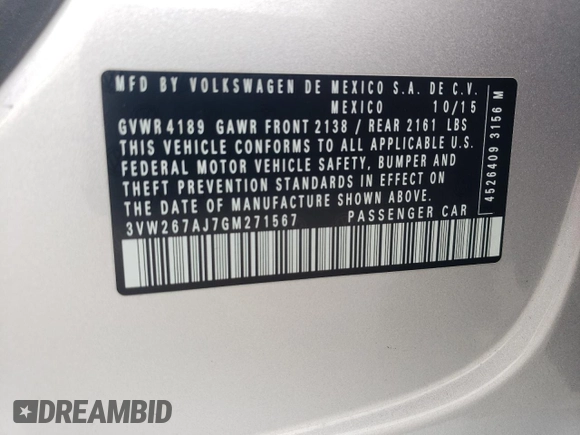 MFD BY VOLKSWAGEN DE MEXICO S.A. DE C.V.
MEXICO 10/15
GVWR 4189 GAWR FRONT 2138 / REAR 2161 LBS
THIS VEHICLE CONFORMS TO ALL APPLICABLE U.S.
FEDERAL MOTOR VEHICLE SAFETY, BUMPER AND
THEFT PREVENTION STANDARDS IN EFFECT ON
THE DATE OF MANUFACTURE SHOWN ABOVE.
3VW267AJ7GM271567 PASSENGER CAR
4526409 3156 M
DREAMBID